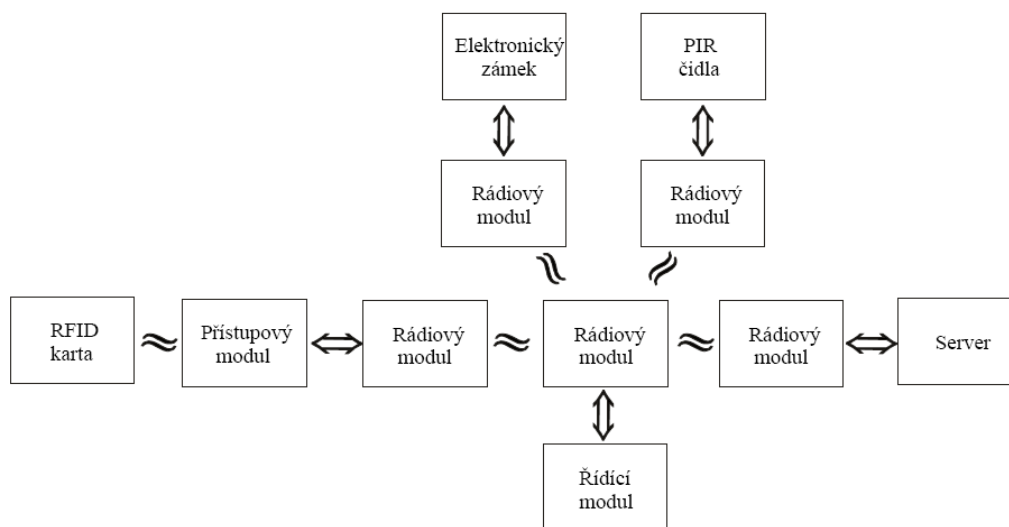 Elektronický
zámek
PIR
čidla
Rádiový
modul
Rádiový
modul
RFID
karta
Přístupový
modul
Rádiový
modul
Rádiový
modul
Rádiový
modul
Server
Řídící
modul